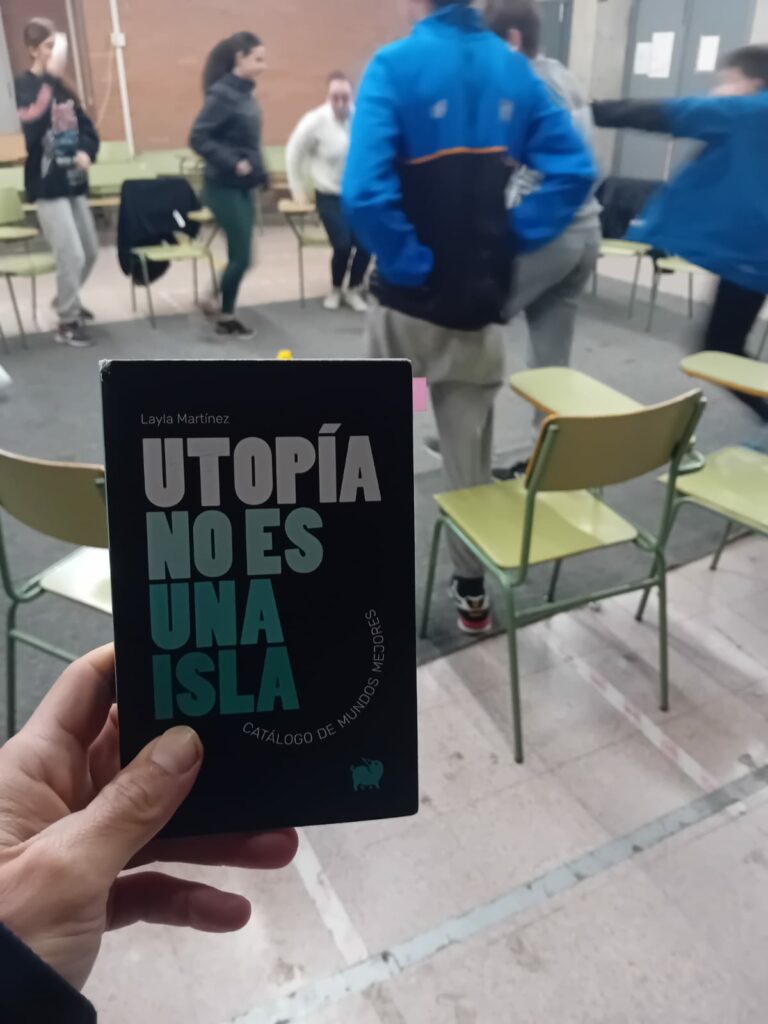 Layla Martínez
UTOPÍA
NO ES
UNA
ISLA
CATÁLOGO DE MUNDOS MEJORES